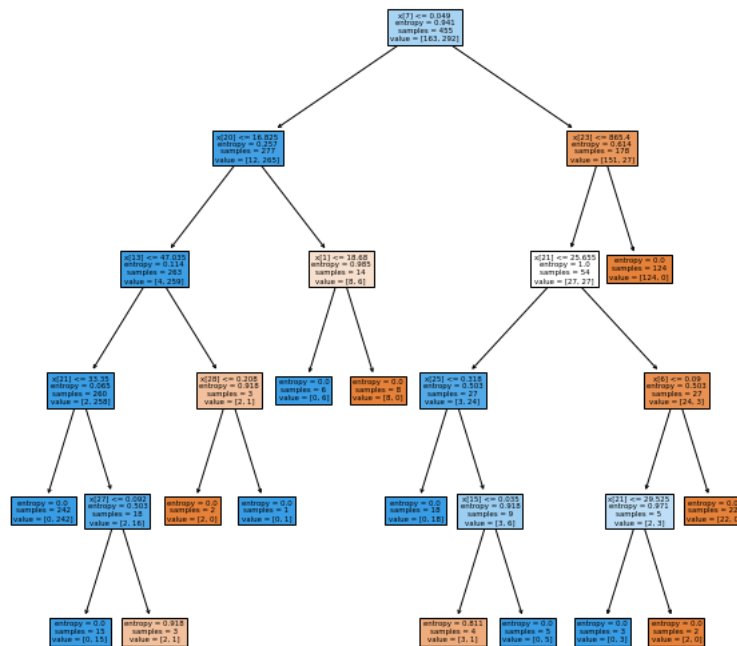 x[7] <= 0.049
entropy = 0.941
samples = 455
value = [163, 292]
x[20] <= 16.825
entropy = 0.257
samples = 277
value = [12, 265]
x[23] <= 865.4
entropy = 0.614
samples = 178
value = [151, 27]
x[13] <= 47.035
entropy = 0.114
samples = 263
value = [4, 259]
x[1] <= 18.68
entropy = 0.985
samples = 14
value = [8, 6]
x[21] <= 25.655
entropy = 1.0
samples = 54
value = [27, 27]
entropy = 0.0
samples = 124
value = [124, 0]
x[21] <= 33.35
entropy = 0.065
samples = 260
value = [2, 258]
x[28] <= 0.208
entropy = 0.918
samples = 3
value = [2, 1]
entropy = 0.0
samples = 6
value = [0, 6]
entropy = 0.0
samples = 8
value = [8, 0]
x[25] <= 0.318
entropy = 0.503
samples = 27
value = [3, 24]
x[6] <= 0.09
entropy = 0.503
samples = 27
value = [24, 3]
entropy = 0.0
samples = 242
value = [0, 242]
x[27] <= 0.092
entropy = 0.503
samples = 18
value = [2, 16]
entropy = 0.0
samples = 2
value = [2, 0]
entropy = 0.0
samples = 1
value = [0, 1]
entropy = 0.0
samples = 18
value = [0, 18]
x[15] <= 0.035
entropy = 0.918
samples = 9
value = [3, 6]
x[21] <= 29.525
entropy = 0.971
samples = 5
value = [2, 3]
entropy = 0.0
samples = 22
value = [22, 0
entropy = 0.0
samples = 15
value = [0, 15]
entropy = 0.918
samples = 3
value = [2, 1]
entropy = 0.811
samples = 4
value = [3, 1]
entropy = 0.0
samples = 5
value = [0, 5]
entropy = 0.0
samples = 3
value = [0, 3]
entropy = 0.0
samples = 2
value = [2, 0]